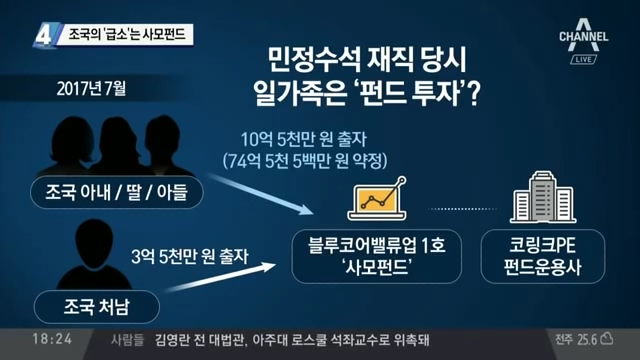 4 조국의 '급소'는 사모펀드
CHANNEL A
LIVE
민정수석 재직 당시
일가족은 '펀드 투자'?
2017년 7월
10억 5천만 원 출자
(74억 5천 5백만 원 약정)
조국 아내 / 딸 / 아들
3억 5천만 원 출자
조국 처남
블루코어밸류업 1호
'사모펀드'
코링크PE
펀드운용사
18:24 사람들 김영란 전 대법관, 아주대 로스쿨 석좌교수로 위촉돼 전주 25.6